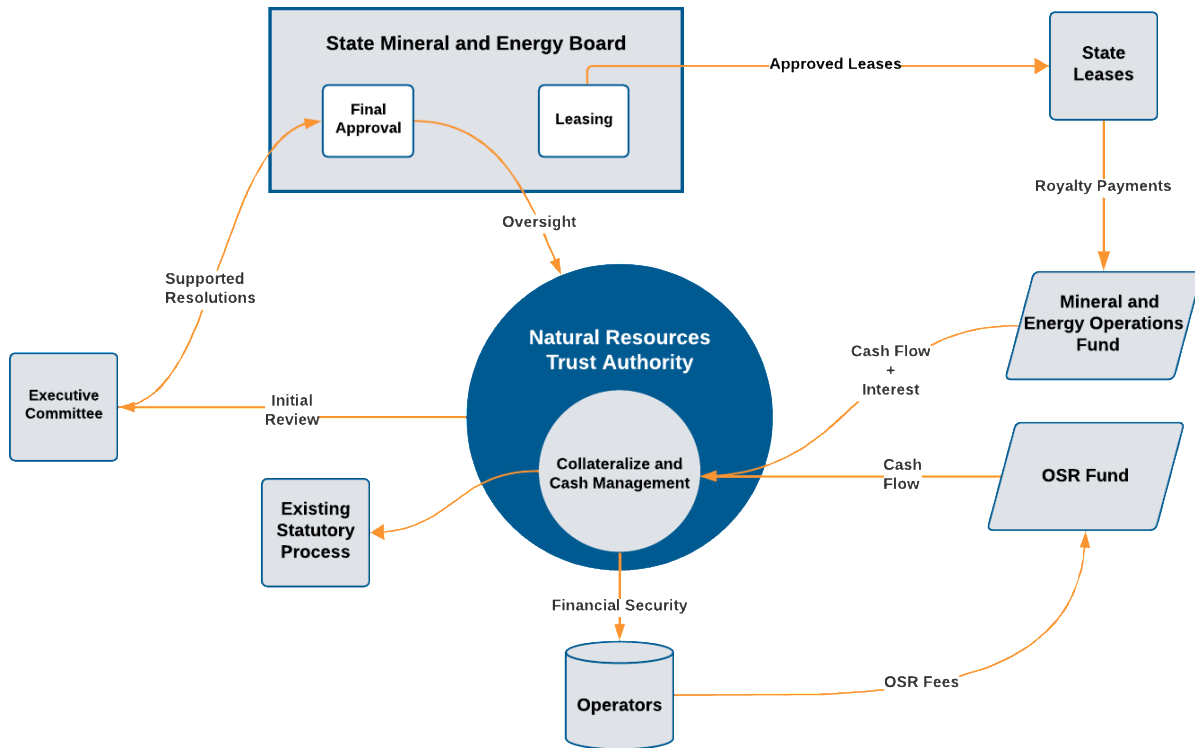 State Mineral and Energy Board
Final
Approval
Leasing
Approved Leases
State
Leases
Royalty Payments
Oversight
Supported
Resolutions
Mineral and
Energy Operations
Fund
Natural Resources
Trust Authority
Cash Flow
+
Interest
Executive
Committee
Initial
Review
Collateralize and
Cash Management
Cash
Flow
OSR Fund
Existing
Statutory
Process
Financial Security
Operators
OSR Fees